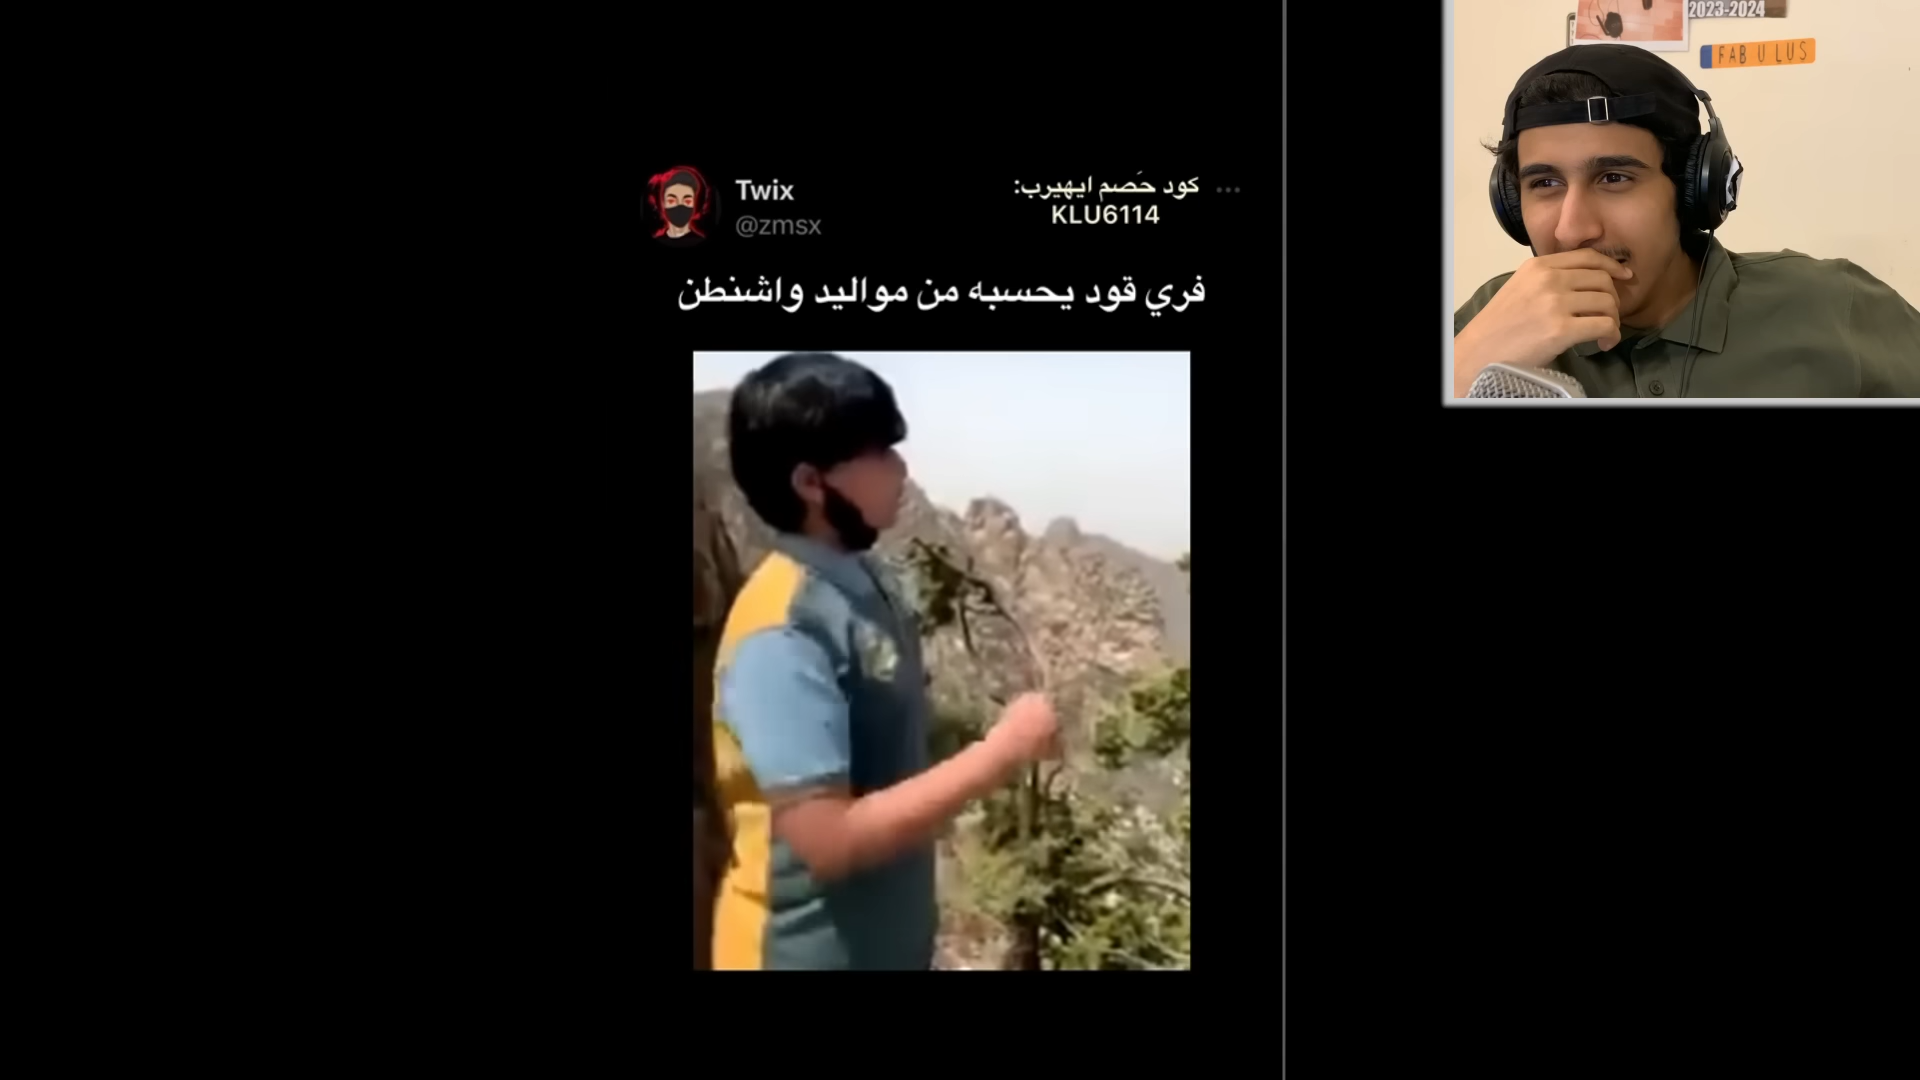 2023-2024
FAB U LUS
Twix
@zmsx
كود حَصم ايهيرب:
KLU6114
فري قود يحسبه من مواليد واشنطن